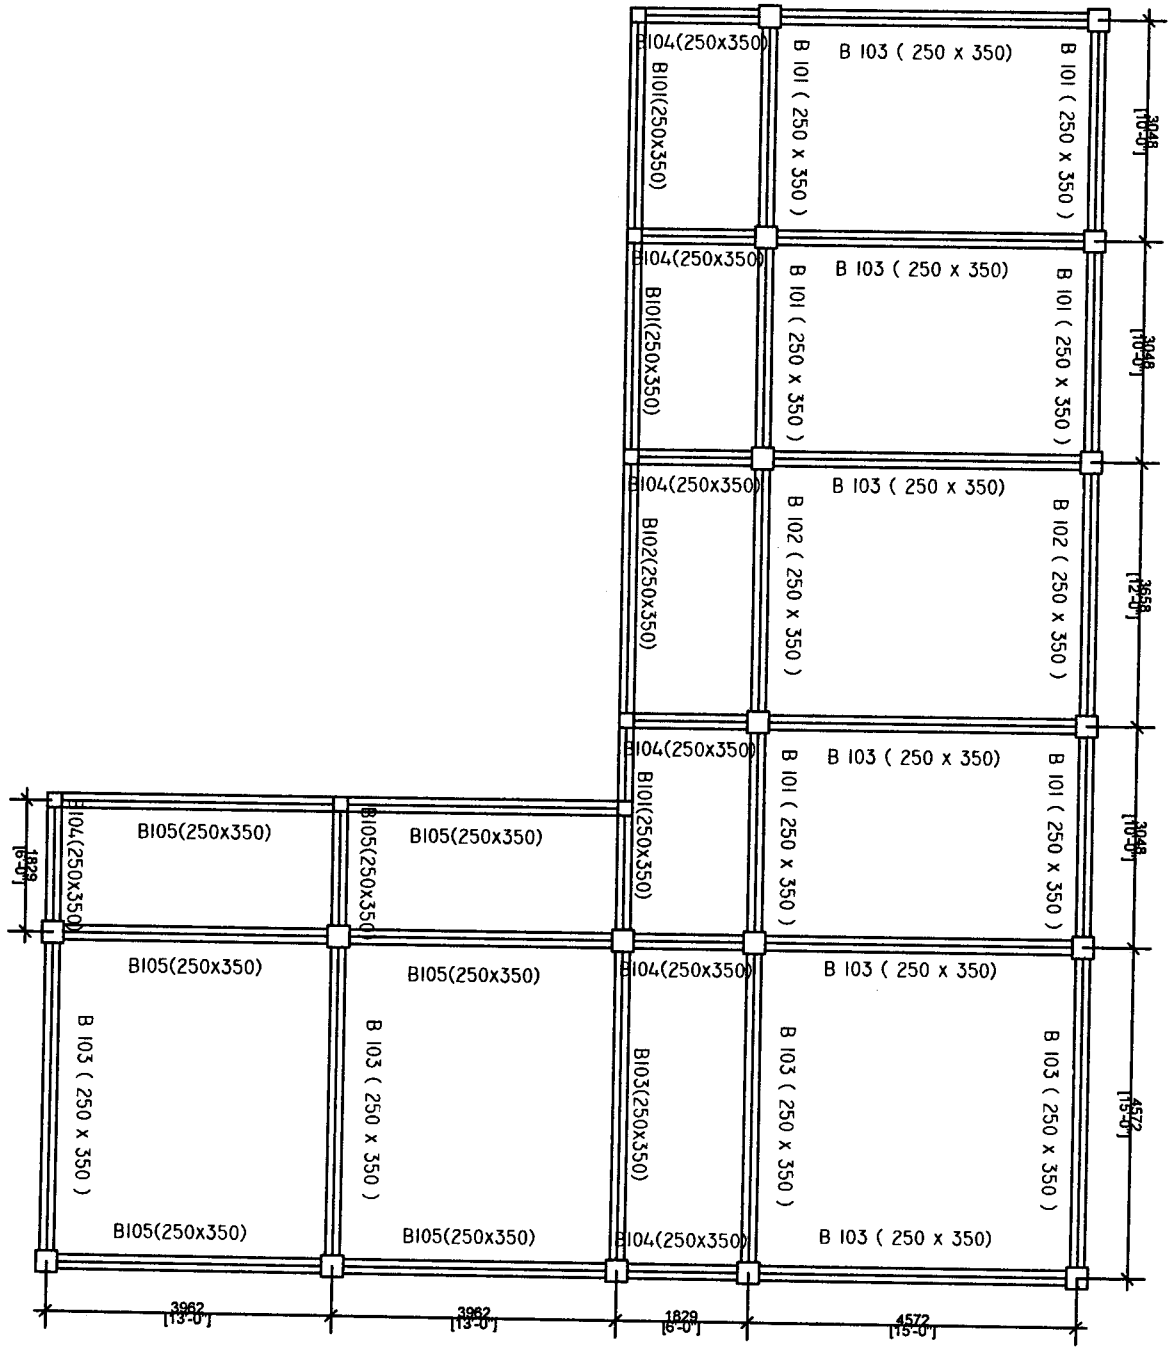 B104(250x350)
B 103 ( 250 x 350)
B101(250x350)
B 101 ( 250 x 350 )
B 101 ( 250 x 350 )
3048
[10'-0"]
B104(250x350)
B 103 ( 250 x 350)
B101(250x350)
B 101 ( 250 x 350 )
B 101 ( 250 x 350 )
3048
[10'-0"]
B104(250x350)
B 103 ( 250 x 350)
B102(250x350)
B 102 ( 250 x 350 )
B 102 ( 250 x 350 )
3658
[12'-0"]
B104(250x350)
B 103 ( 250 x 350)
B101(250x350)
B 101 ( 250 x 350 )
B 101 ( 250 x 350 )
3048
[10'-0"]
1829
[6'-0"]
B104(250x350)
B105(250x350)
B105(250x350)
B105(250x350)
B105(250x350)
B105(250x350)
B104(250x350)
B 103 ( 250 x 350)
B 103 ( 250 x 350 )
B 103 ( 250 x 350 )
B103(250x350)
B 103 ( 250 x 350 )
B 103 ( 250 x 350 )
4572
[15'-0"]
B105(250x350)
B105(250x350)
B104(250x350)
B 103 ( 250 x 350)
3962
[13'-0"]
3962
[13'-0"]
1829
[6'-0"]
4572
[15'-0"]